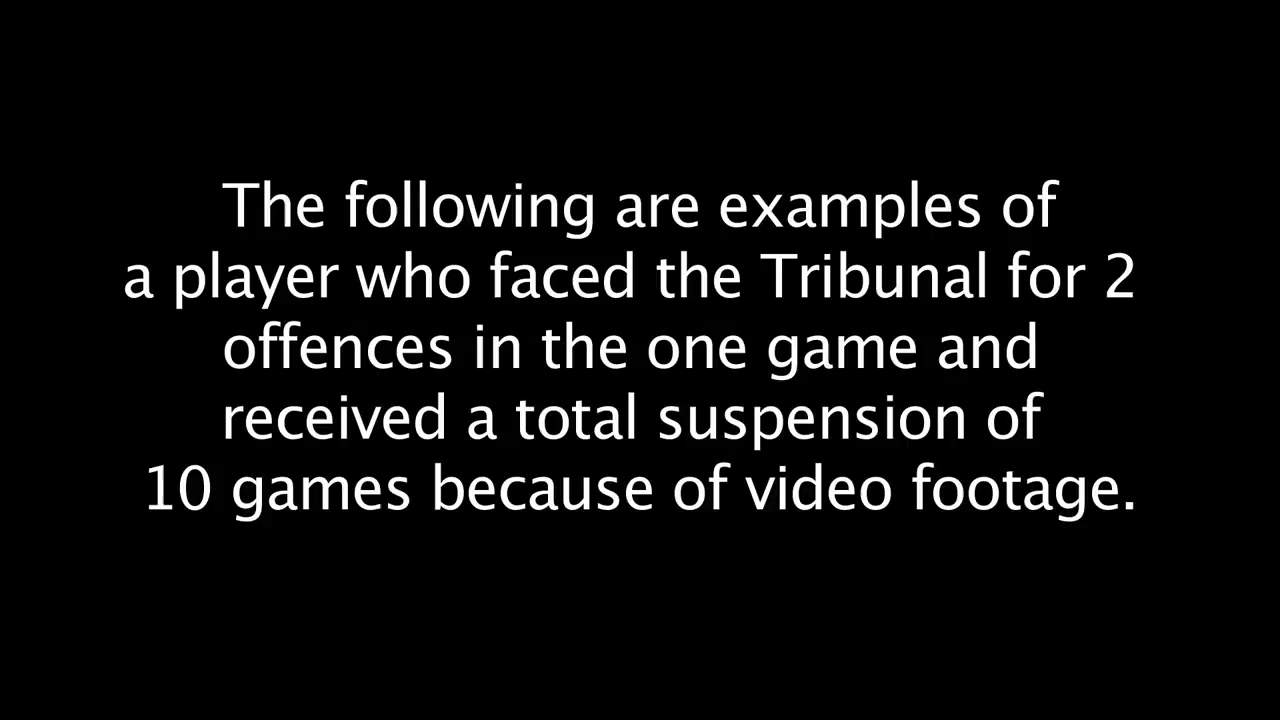 The following are examples of
a player who faced the Tribunal for 2
offences in the one game and
received a total suspension of
10 games because of video footage.